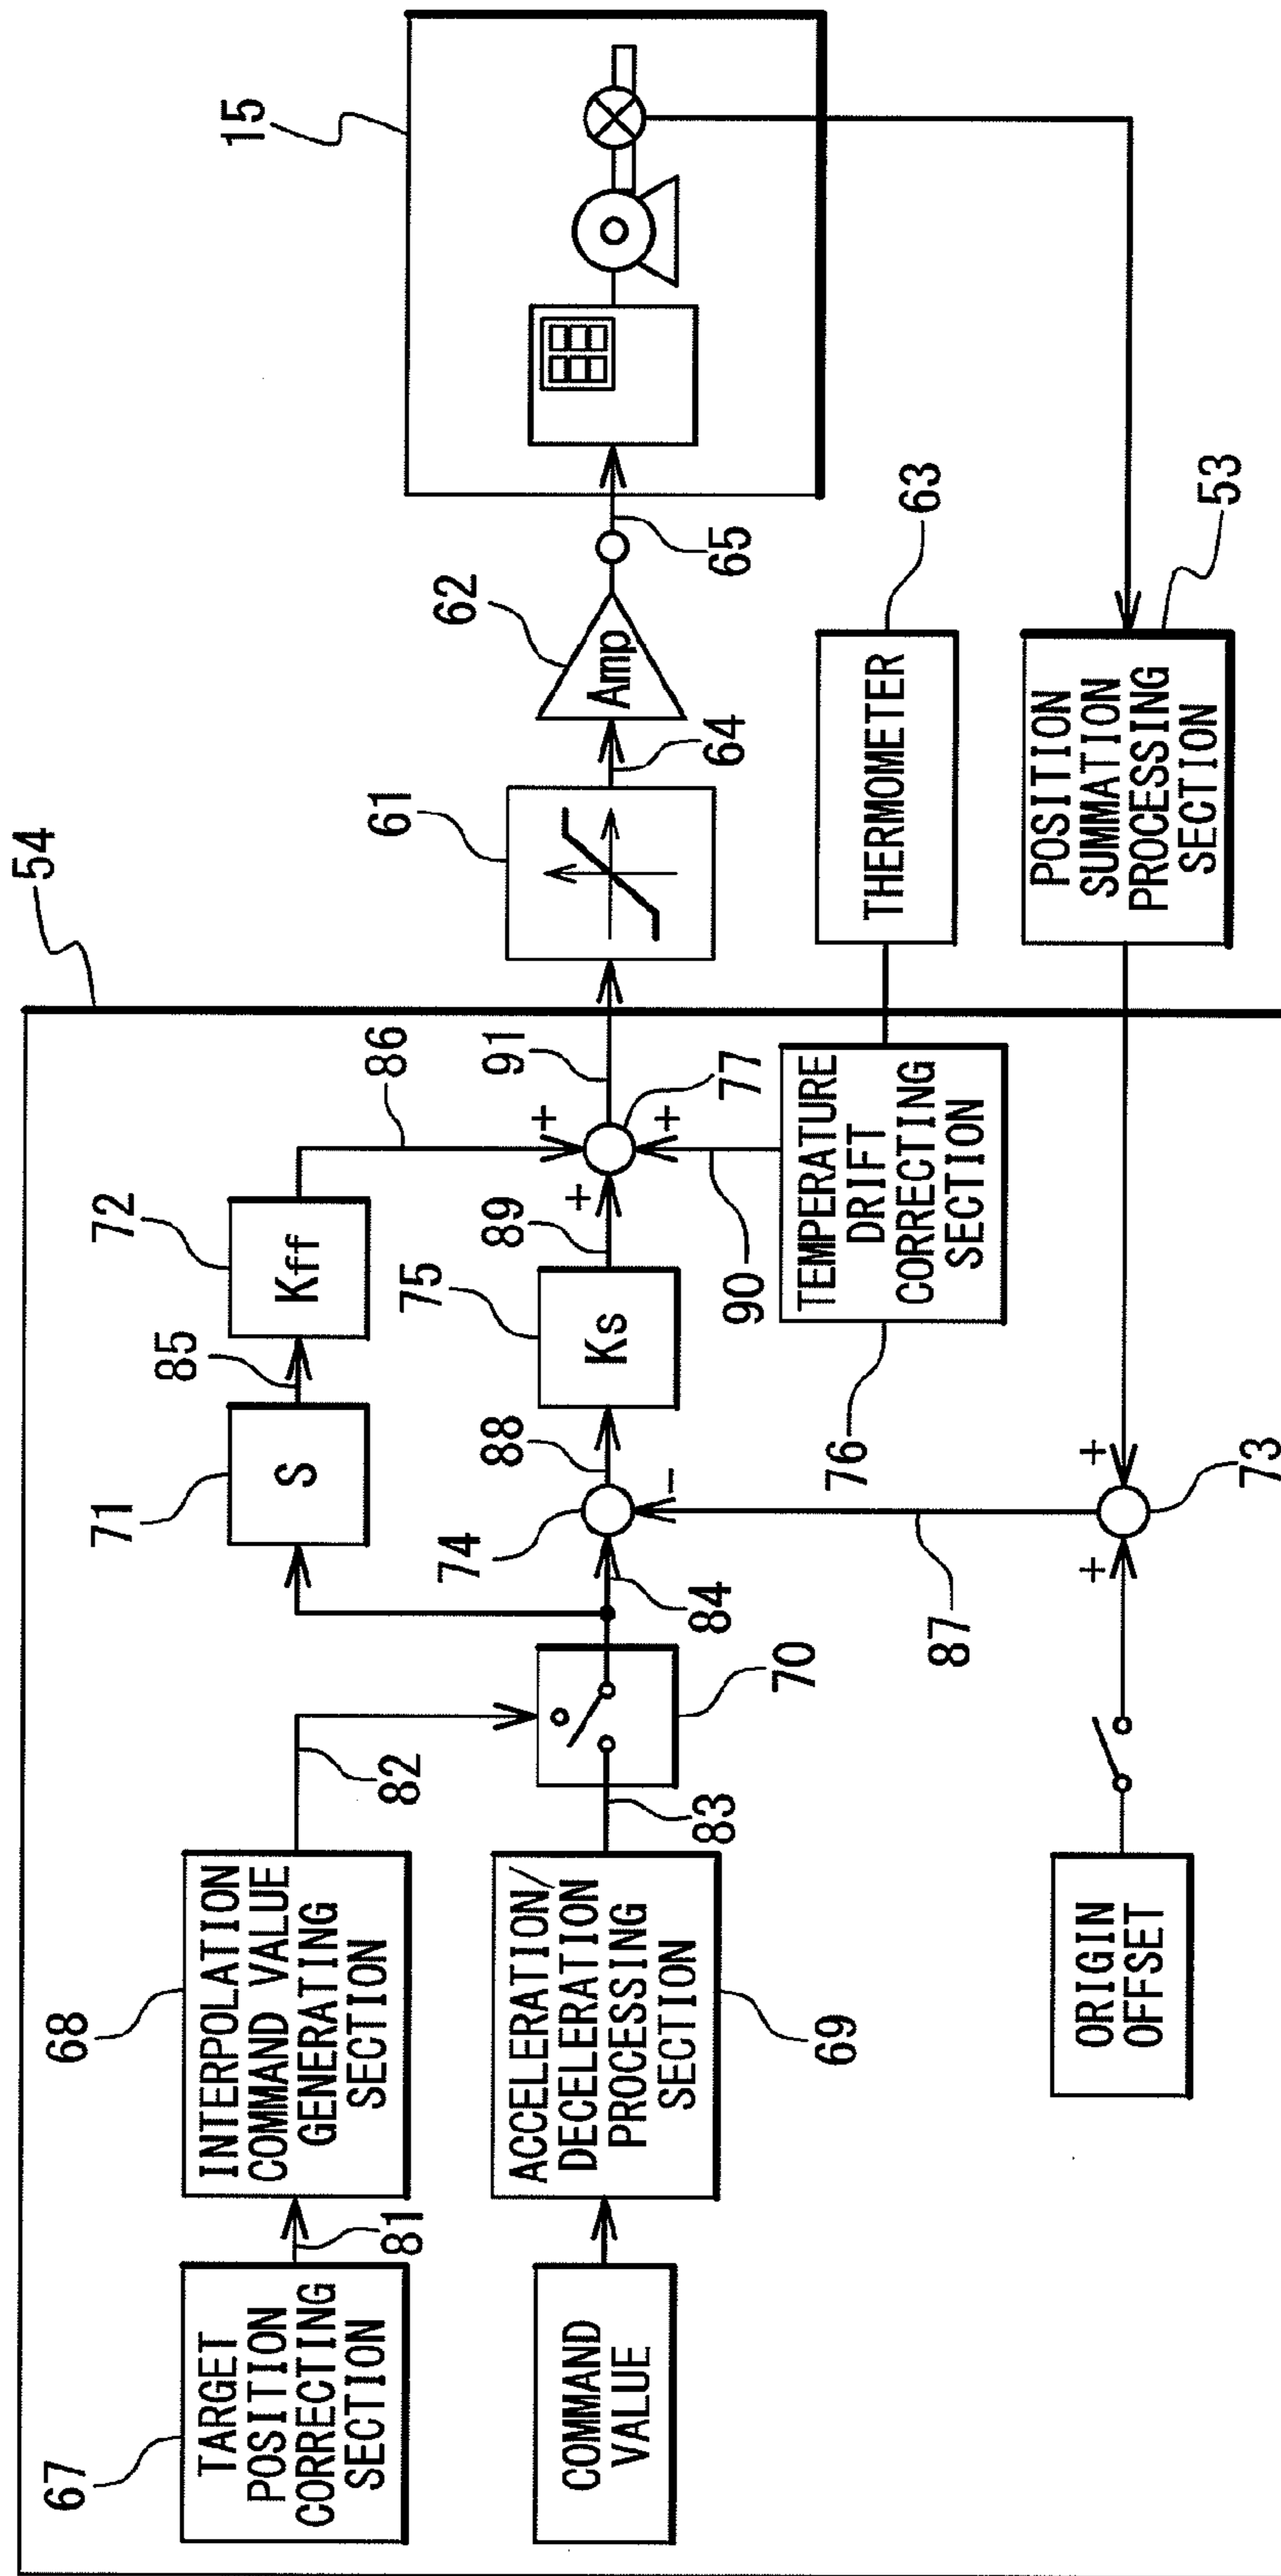 54
67
TARGET
POSITION
CORRECTING
SECTION
81
68
INTERPOLATION
COMMAND VALUE
GENERATING
SECTION
82
71
S
85
72
Kff
86
COMMAND
VALUE
ACCELERATION/
DECELERATION
PROCESSING
SECTION
69
83
70
84
74
-
88
75
Ks
89
+
+
+
77
91
90
TEMPERATURE
DRIFT
CORRECTING
SECTION
76
61
64
62
Amp
65
15
THERMOMETER
63
POSITION
SUMMATION
PROCESSING
SECTION
53
ORIGIN
OFFSET
+
+
73
87